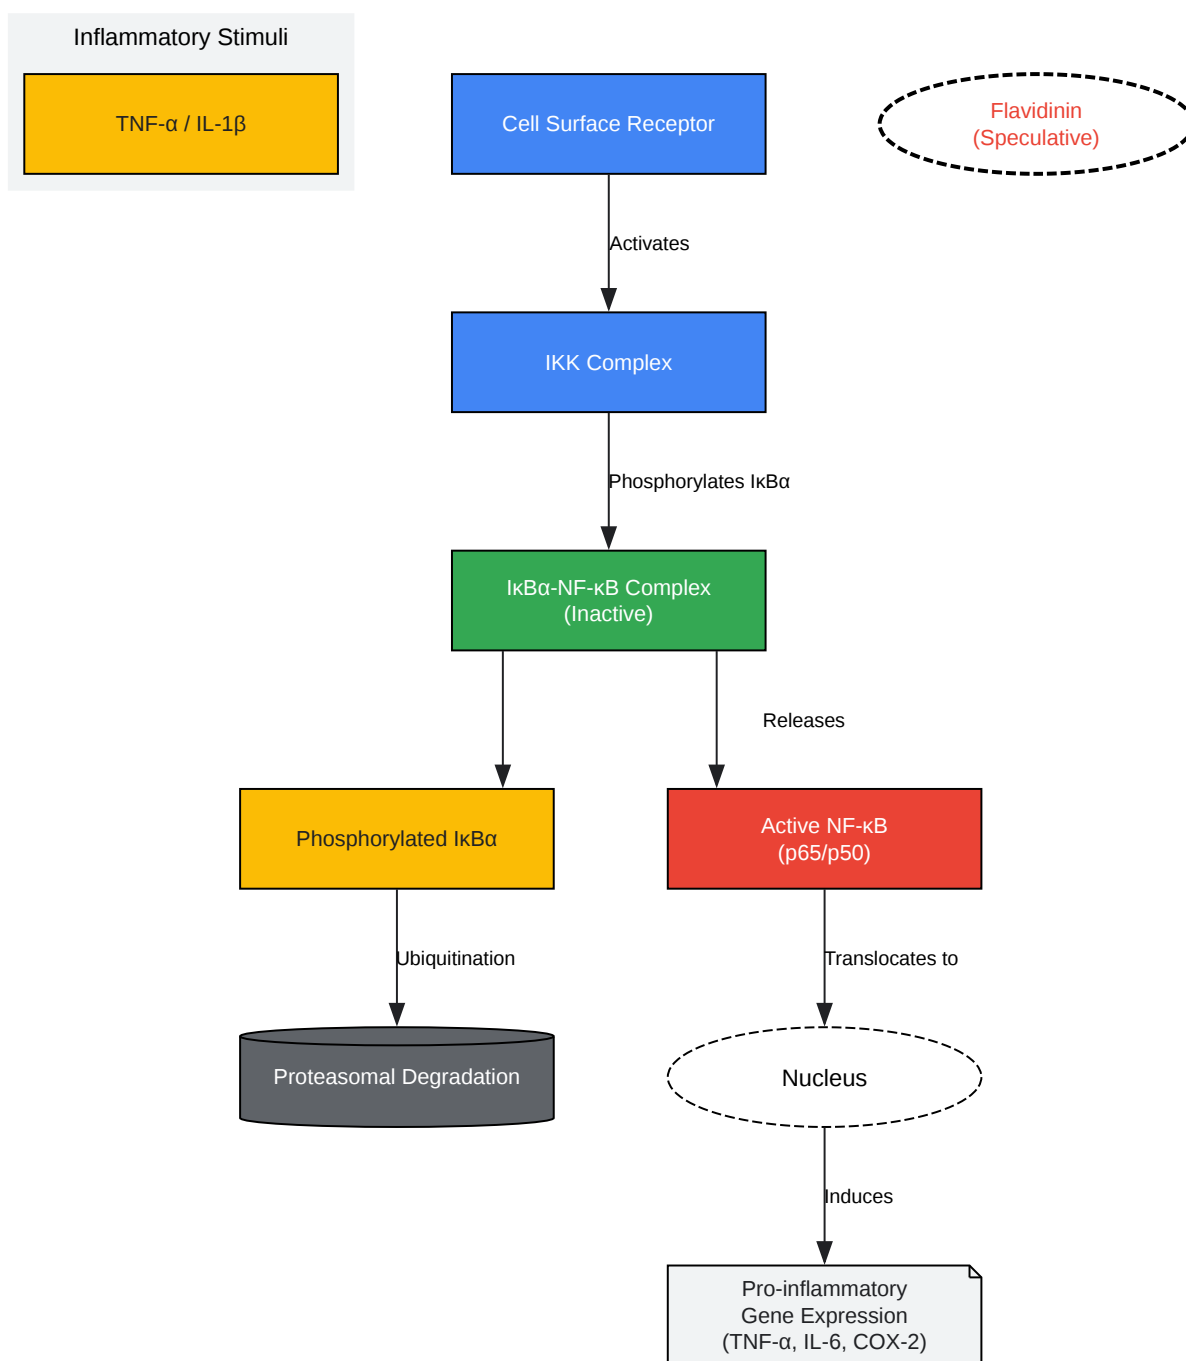 Inflammatory Stimuli
TNF-α / IL-1β
Cell Surface Receptor
Flavidinin
(Speculative)
Activates
IKK Complex
Phosphorylates IκBα
IκBα-NF-κB Complex
(Inactive)
Releases
Phosphorylated IκBα
Active NF-κB
(p65/p50)
Ubiquitination
Translocates to
Proteasomal Degradation
Nucleus
Induces
Pro-inflammatory
Gene Expression
(TNF-α, IL-6, COX-2)